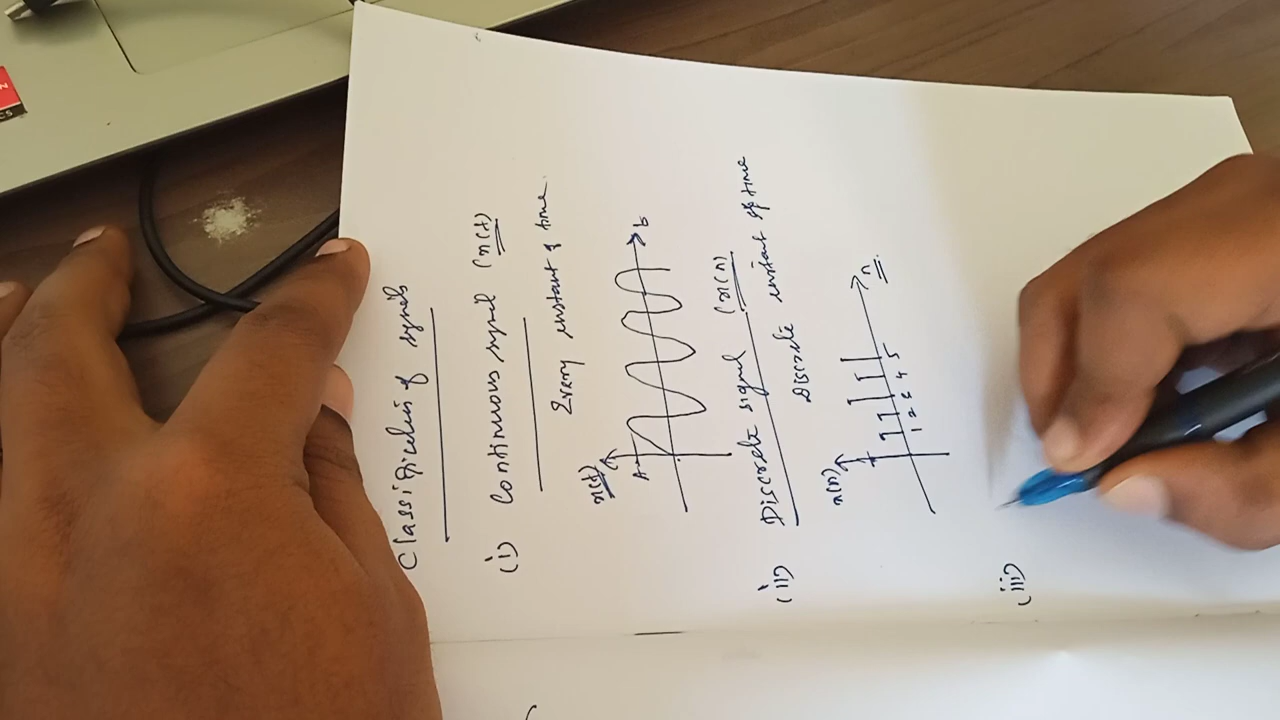 Classification of signals
(i) Continuous signal (x(t)
Every instant of time.
x(t)
A
t
(ii) Discrete signal (x(n)
Discrete instant of time
x(n)
1 2 3 4 5
n
(iii)